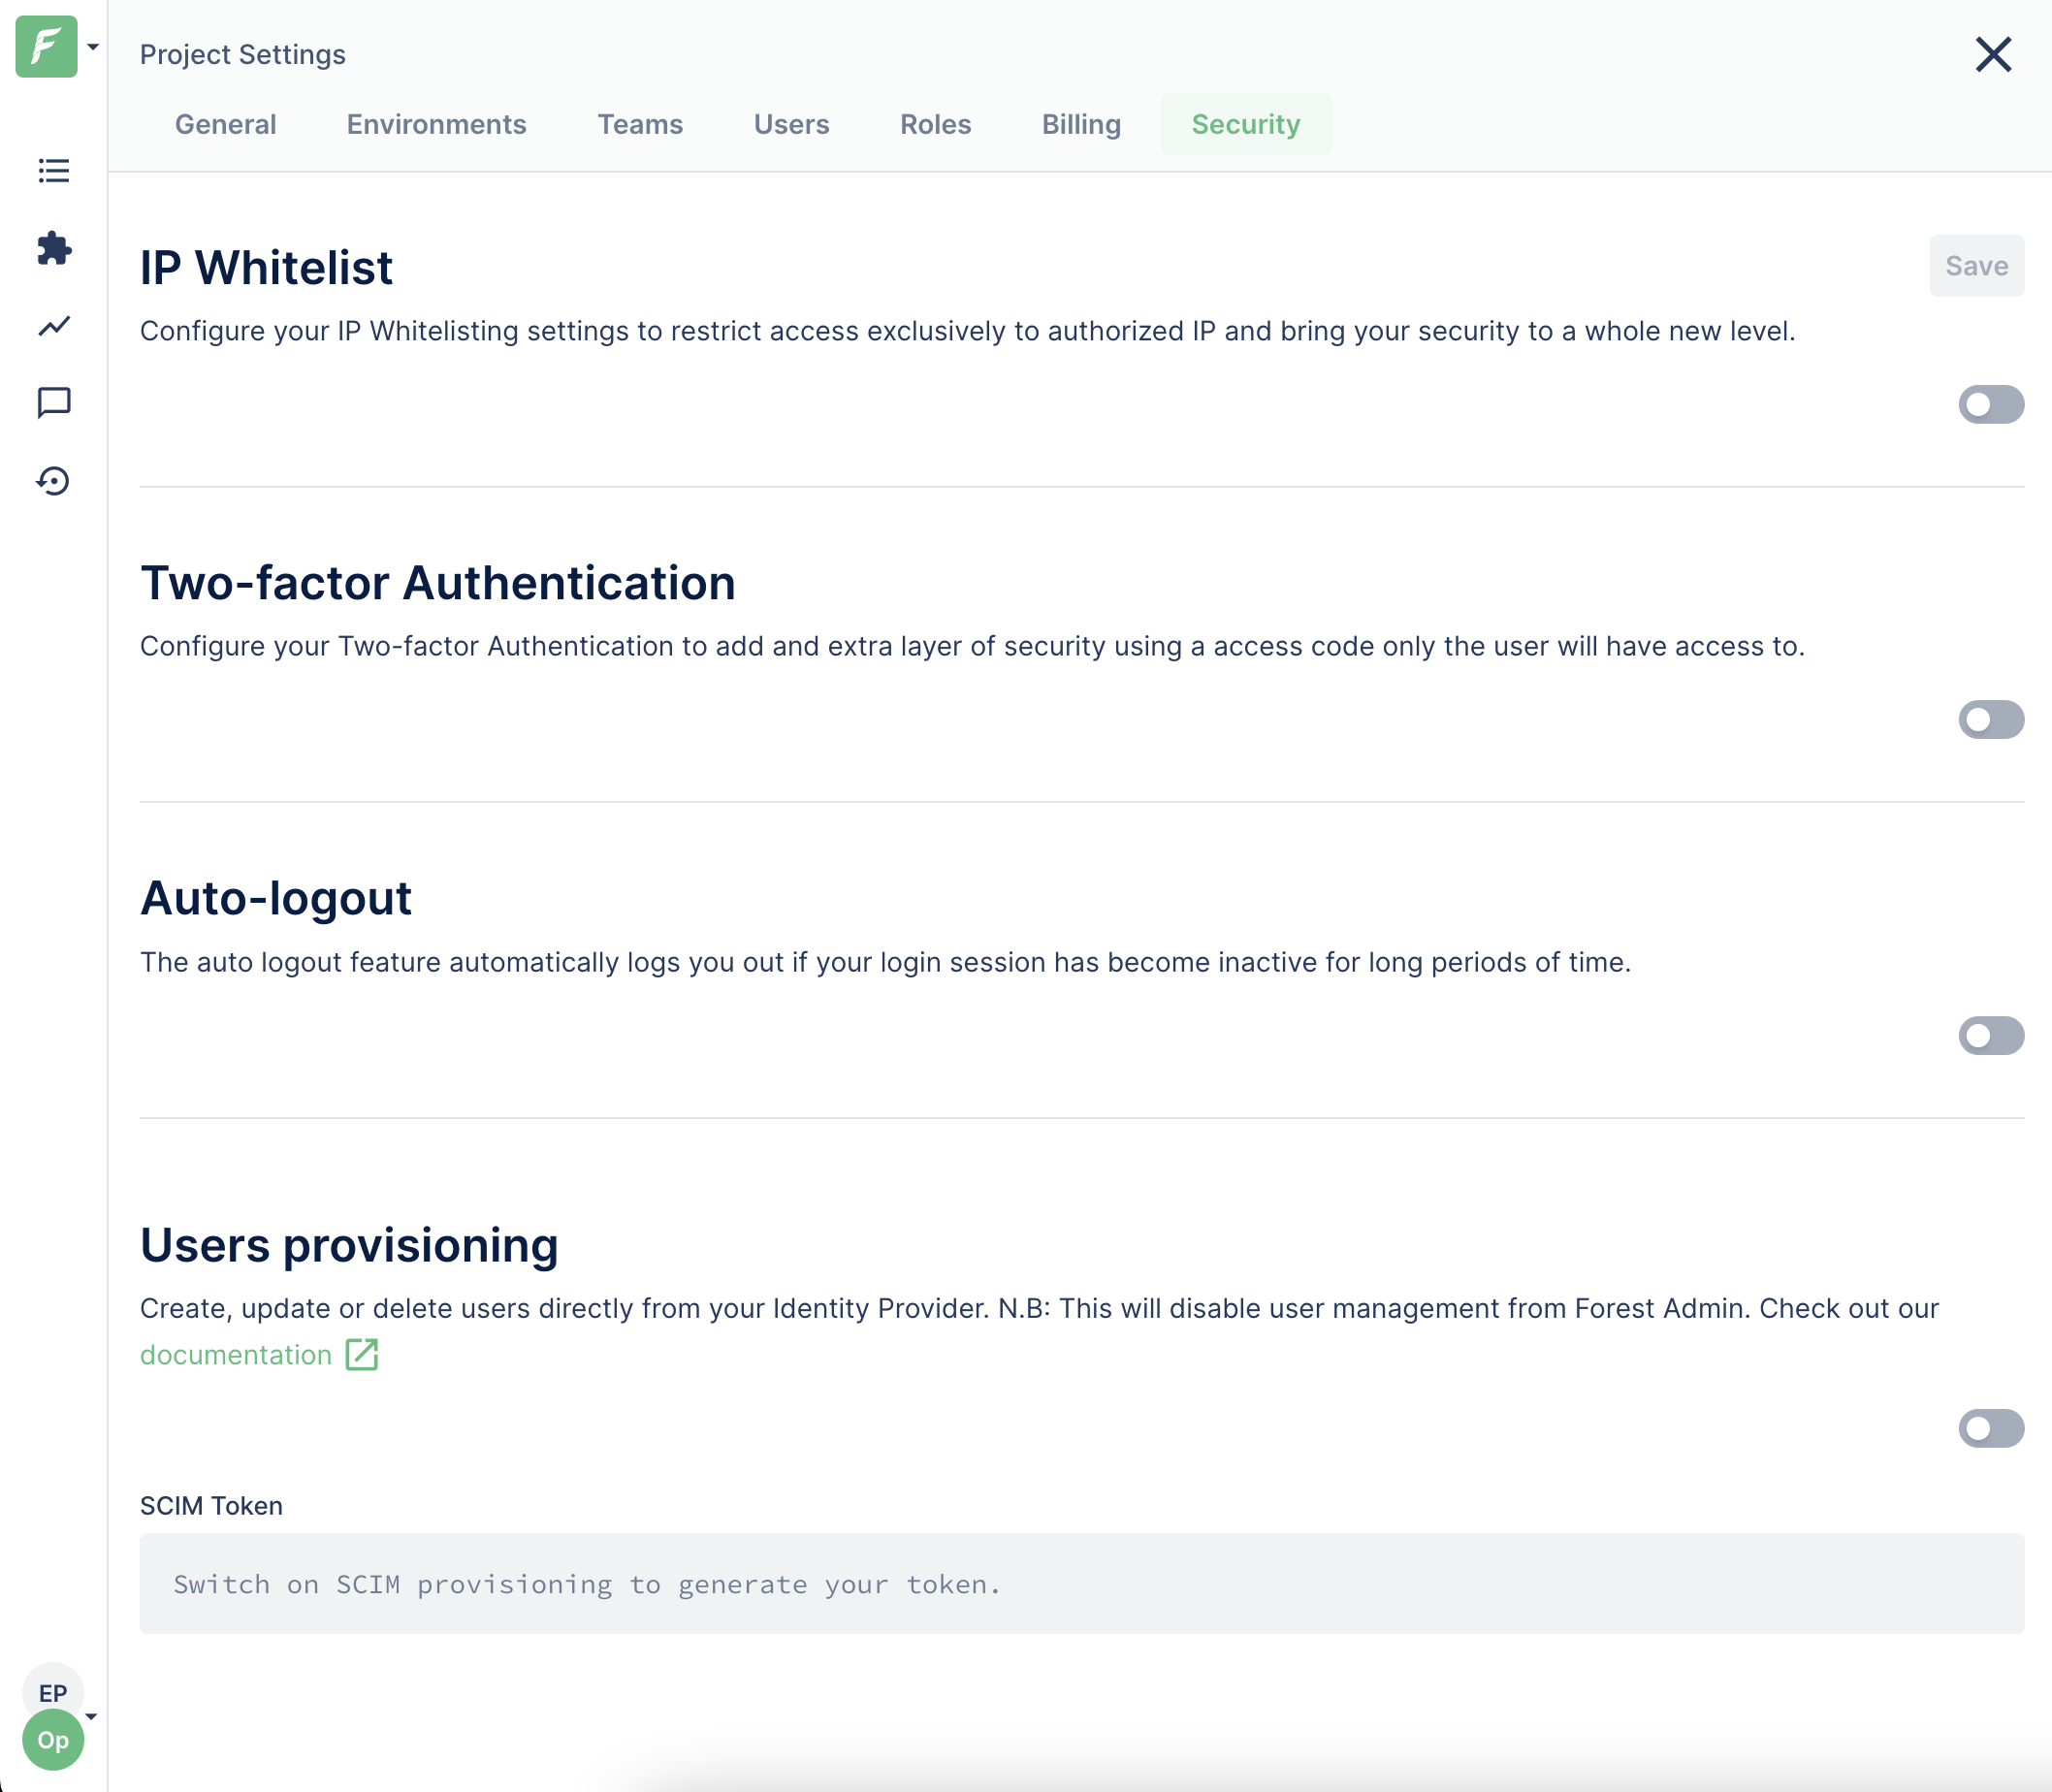 Project Settings
General Environments Teams Users Roles Billing Security
IP Whitelist
Save
Configure your IP Whitelisting settings to restrict access exclusively to authorized IP and bring your security to a whole new level.
Two-factor Authentication
Configure your Two-factor Authentication to add and extra layer of security using a access code only the user will have access to.
Auto-logout
The auto logout feature automatically logs you out if your login session has become inactive for long periods of time.
Users provisioning
Create, update or delete users directly from your Identity Provider. N.B: This will disable user management from Forest Admin. Check out our
documentation
SCIM Token
Switch on SCIM provisioning to generate your token.
EP
Op